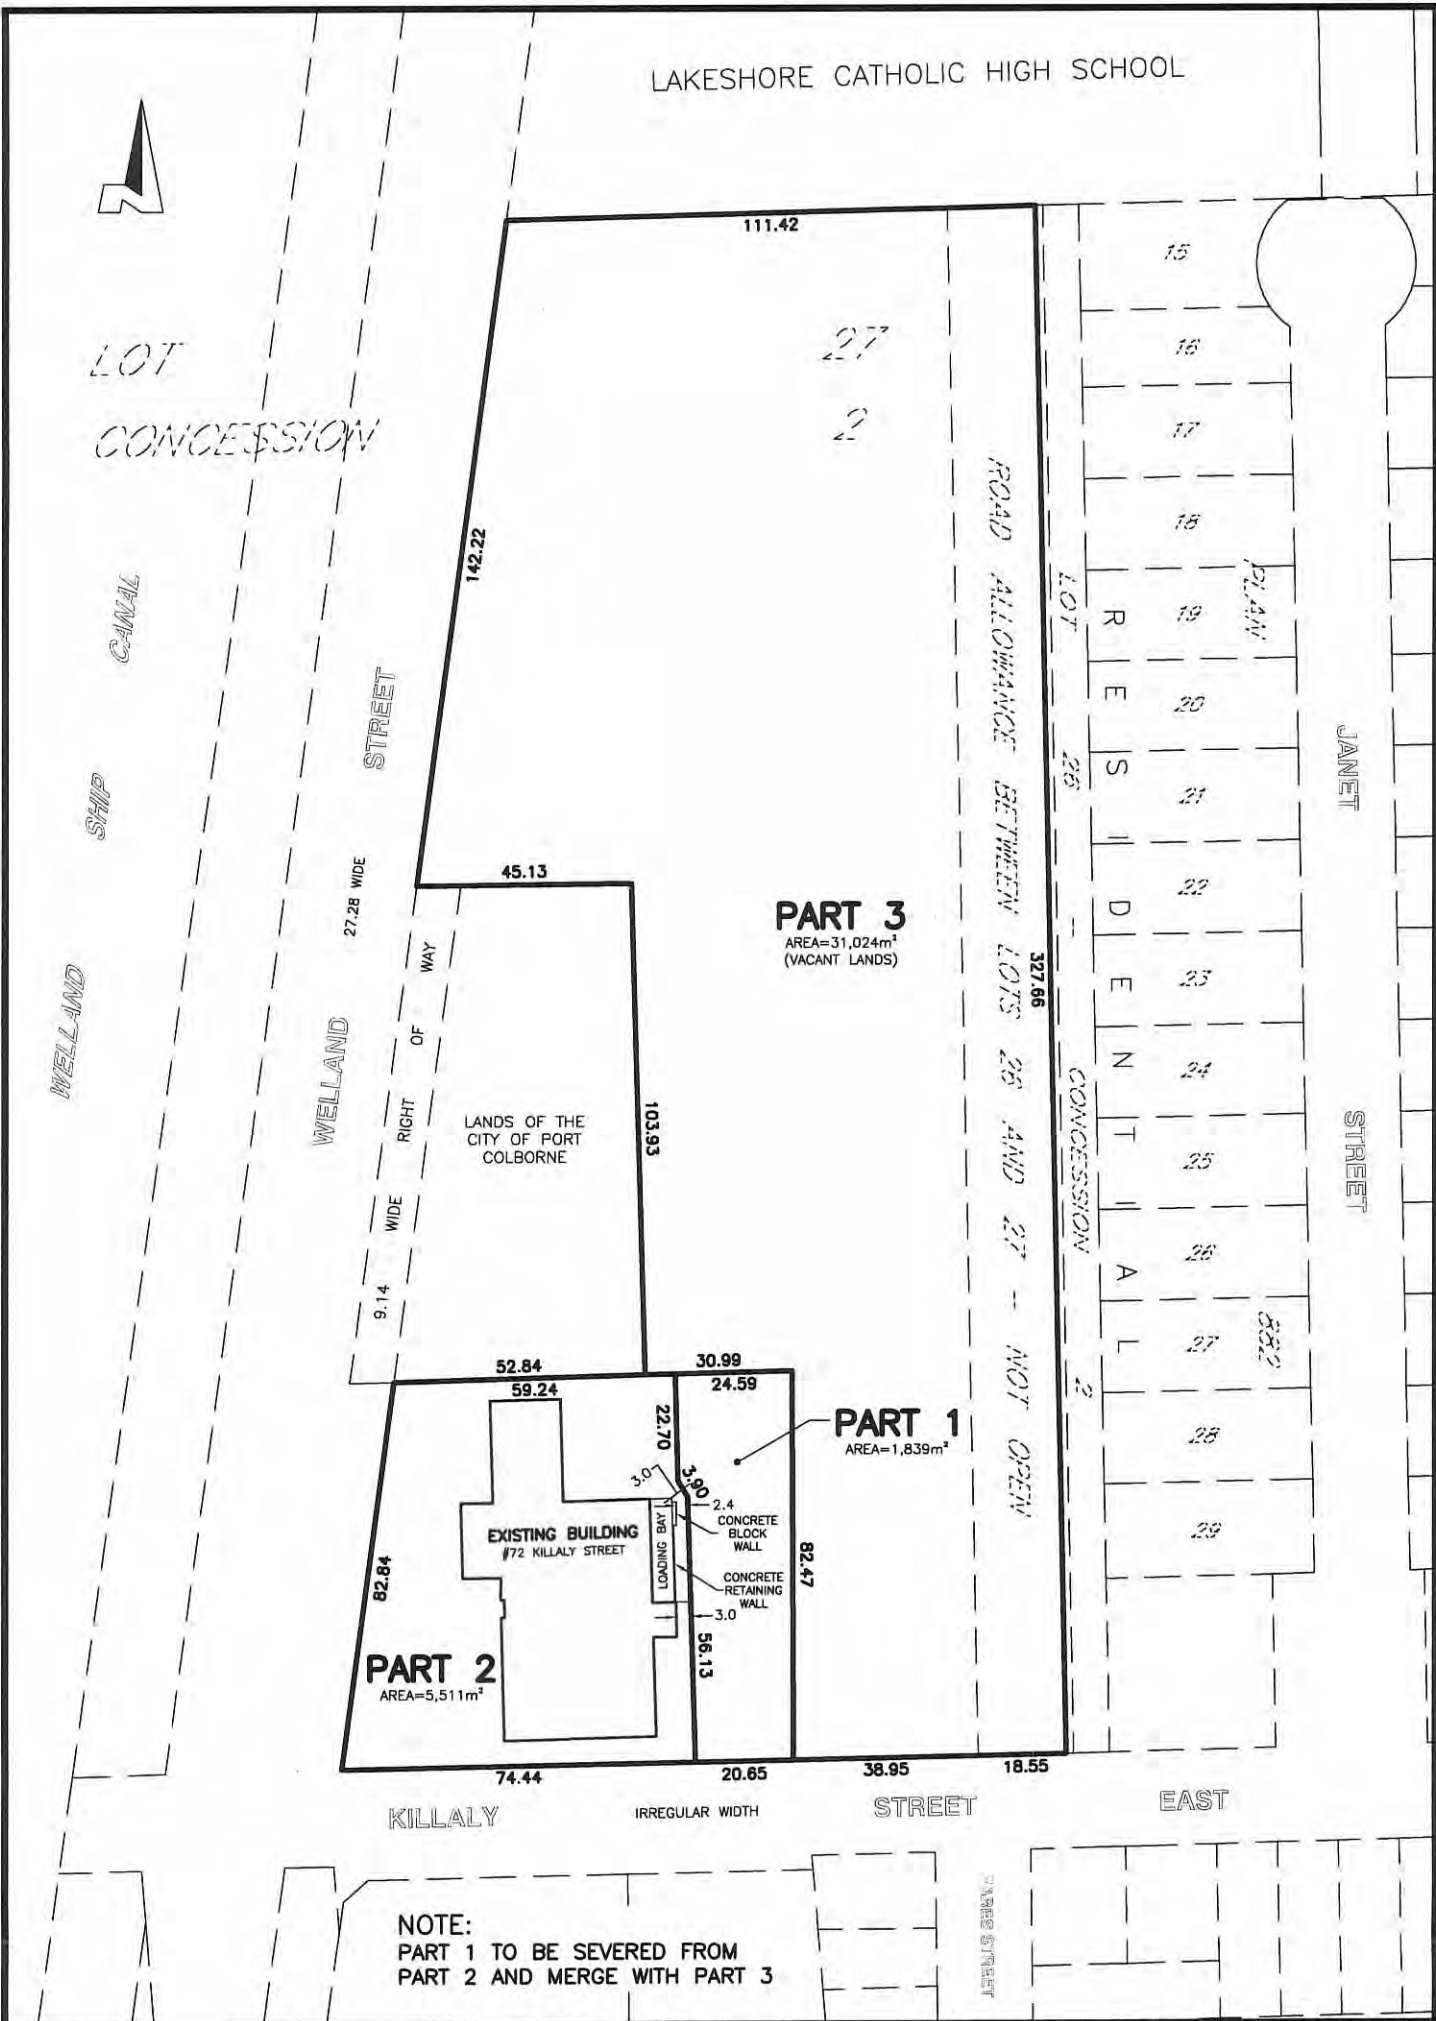 LAKESHORE CATHOLIC HIGH SCHOOL
111.42
LOT 27
CONCESSION 2
15
16
17
18
19
20
21
22
23
24
25
26
27
28
29
PLAN
882
RESIDENTIAL
JANET STREET
142.22
WELLAND SHIP CANAL
WELLAND STREET
27.28 WIDE
9.14 WIDE RIGHT OF WAY
45.13
LANDS OF THE
CITY OF PORT
COLBORNE
103.93
PART 3
AREA=31,024m²
(VACANT LANDS)
327.66
ROAD ALLOWANCE BETWEEN LOTS 26 AND 27 -- NOT OPEN
LOT 26 -- CONCESSION 2
52.84
30.99
59.24
24.59
22.70
3.0
3.90
2.4
PART 1
AREA=1,839m²
EXISTING BUILDING
#72 KILLALY STREET
LOADING BAY
CONCRETE
BLOCK
WALL
CONCRETE
RETAINING
WALL
3.0
82.84
82.47
56.13
PART 2
AREA=5,511m²
74.44
20.65
38.95
18.55
KILLALY STREET EAST
IRREGULAR WIDTH
STREET
NOTE:
PART 1 TO BE SEVERED FROM
PART 2 AND MERGE WITH PART 3